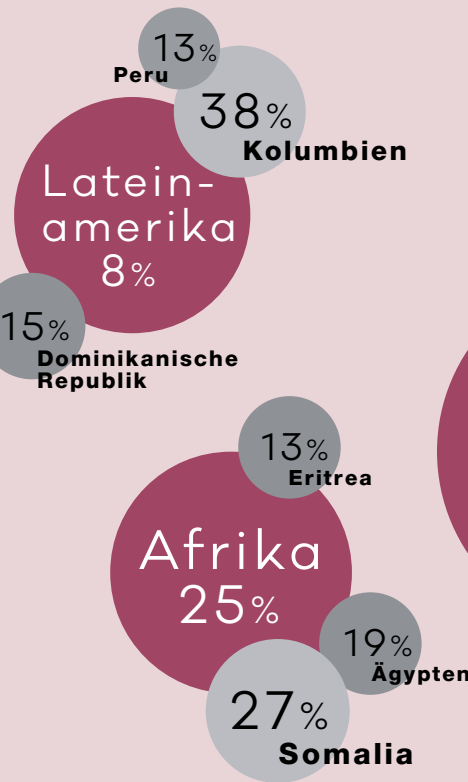 13%
Peru
38%
Kolumbien
Latein-
amerika
8%
15%
Dominikanische
Republik
13%
Eritrea
Afrika
25%
19%
Ägypten
27%
Somalia